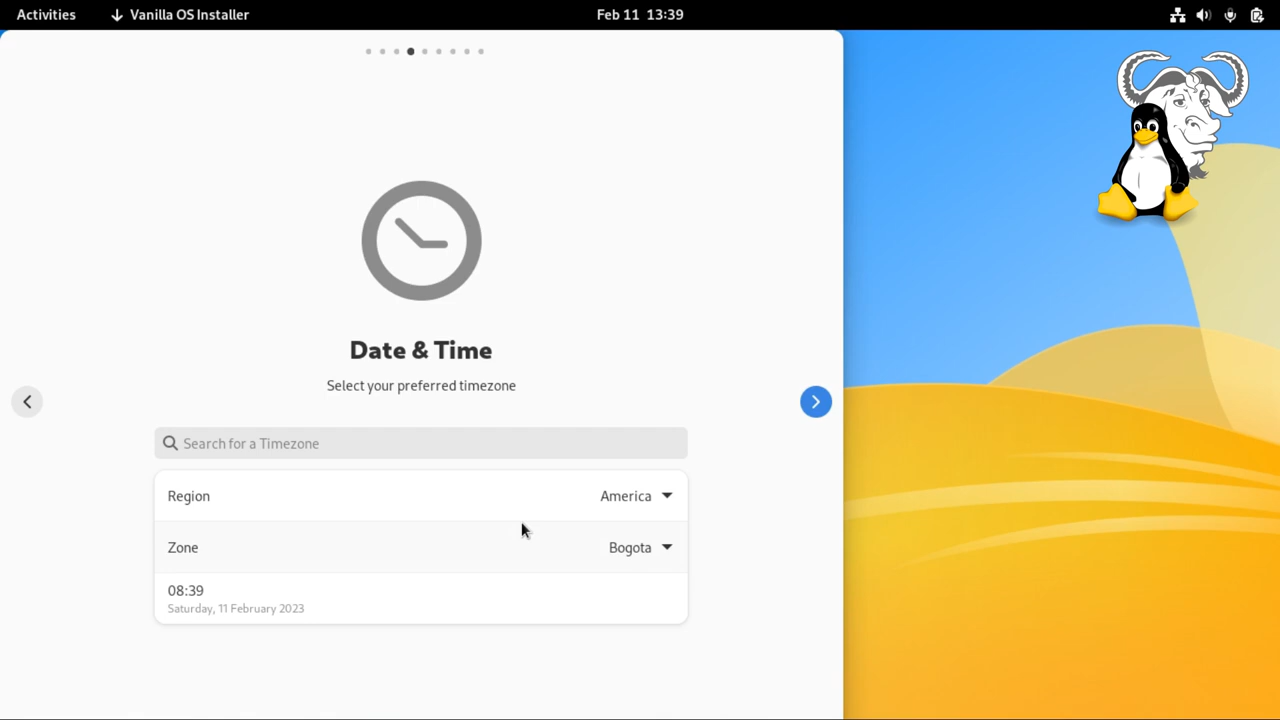 Activities
Vanilla OS Installer
Feb 11 13:39
Date & Time
Select your preferred timezone
Search for a Timezone
Region America
Zone Bogota
08:39
Saturday, 11 February 2023